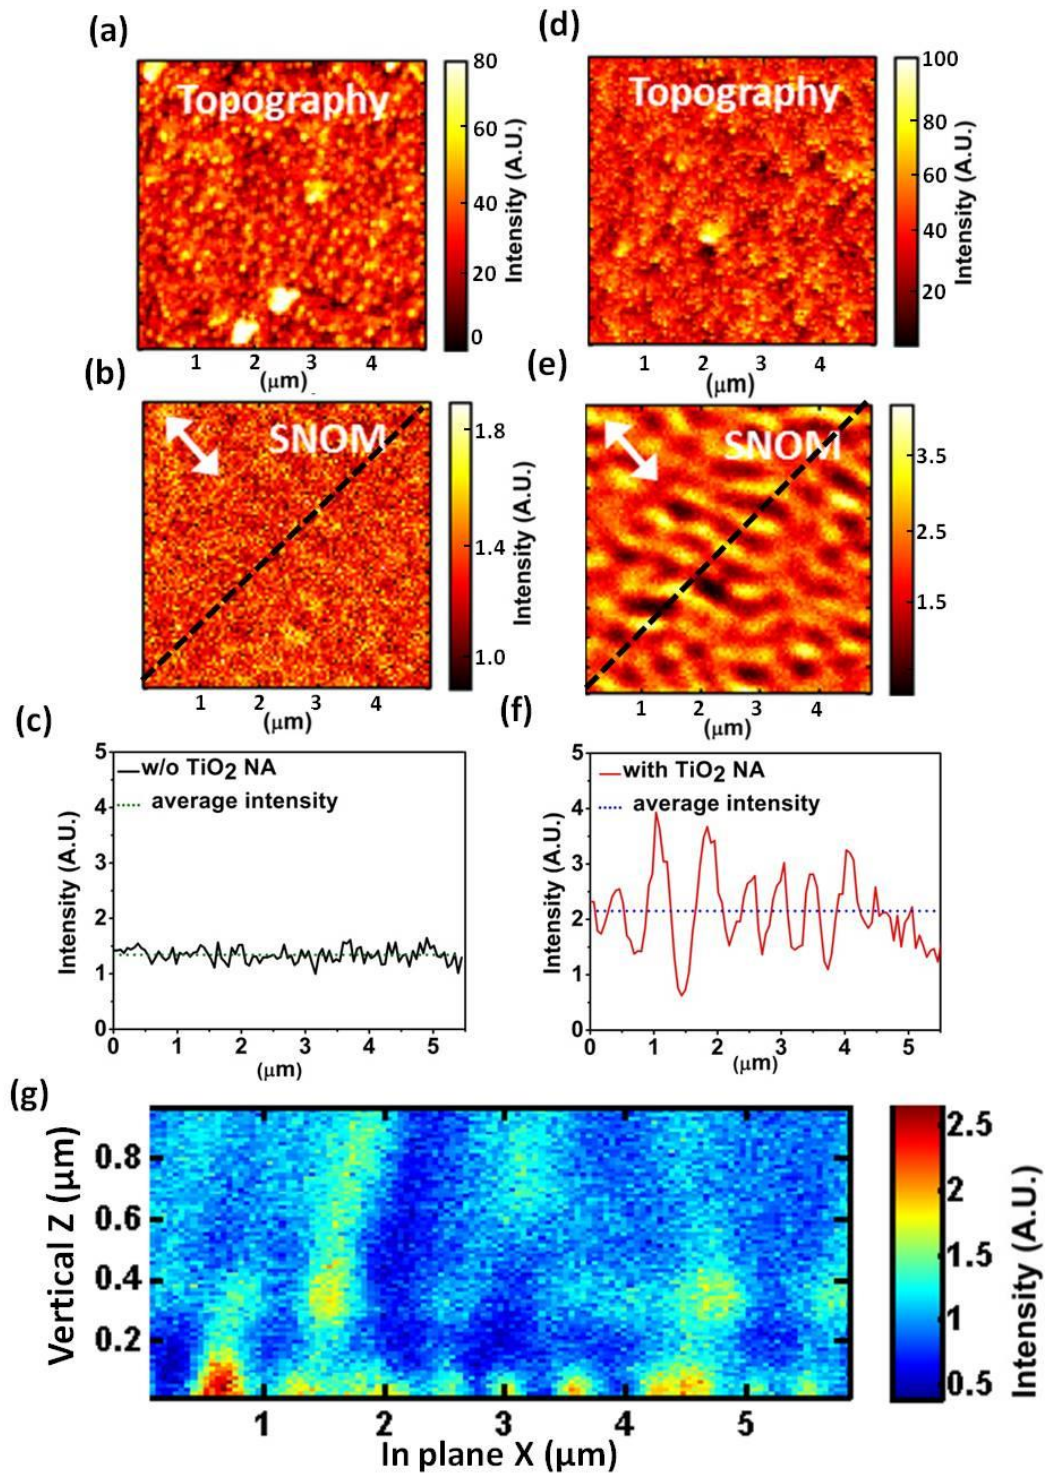 (a)
Topography
80
60
40
20
0
Intensity (A.U.)
1 2 3 4
(μm)
(d)
Topography
100
80
60
40
20
Intensity (A.U.)
1 2 3 4
(μm)
(b)
SNOM
1.8
1.4
1.0
Intensity (A.U.)
1 2 3 4
(μm)
(e)
SNOM
3.5
2.5
1.5
Intensity (A.U.)
1 2 3 4
(μm)
(c)
w/o TiO2 NA
average intensity
5
4
3
2
1
0
Intensity (A.U.)
0 1 2 3 4 5
(μm)
(f)
with TiO2 NA
average intensity
5
4
3
2
1
0
Intensity (A.U.)
0 1 2 3 4 5
(μm)
(g)
Vertical Z (μm)
0.8
0.6
0.4
0.2
1 2 3 4 5
In plane X (μm)
2.5
2
1.5
1
0.5
Intensity (A.U.)